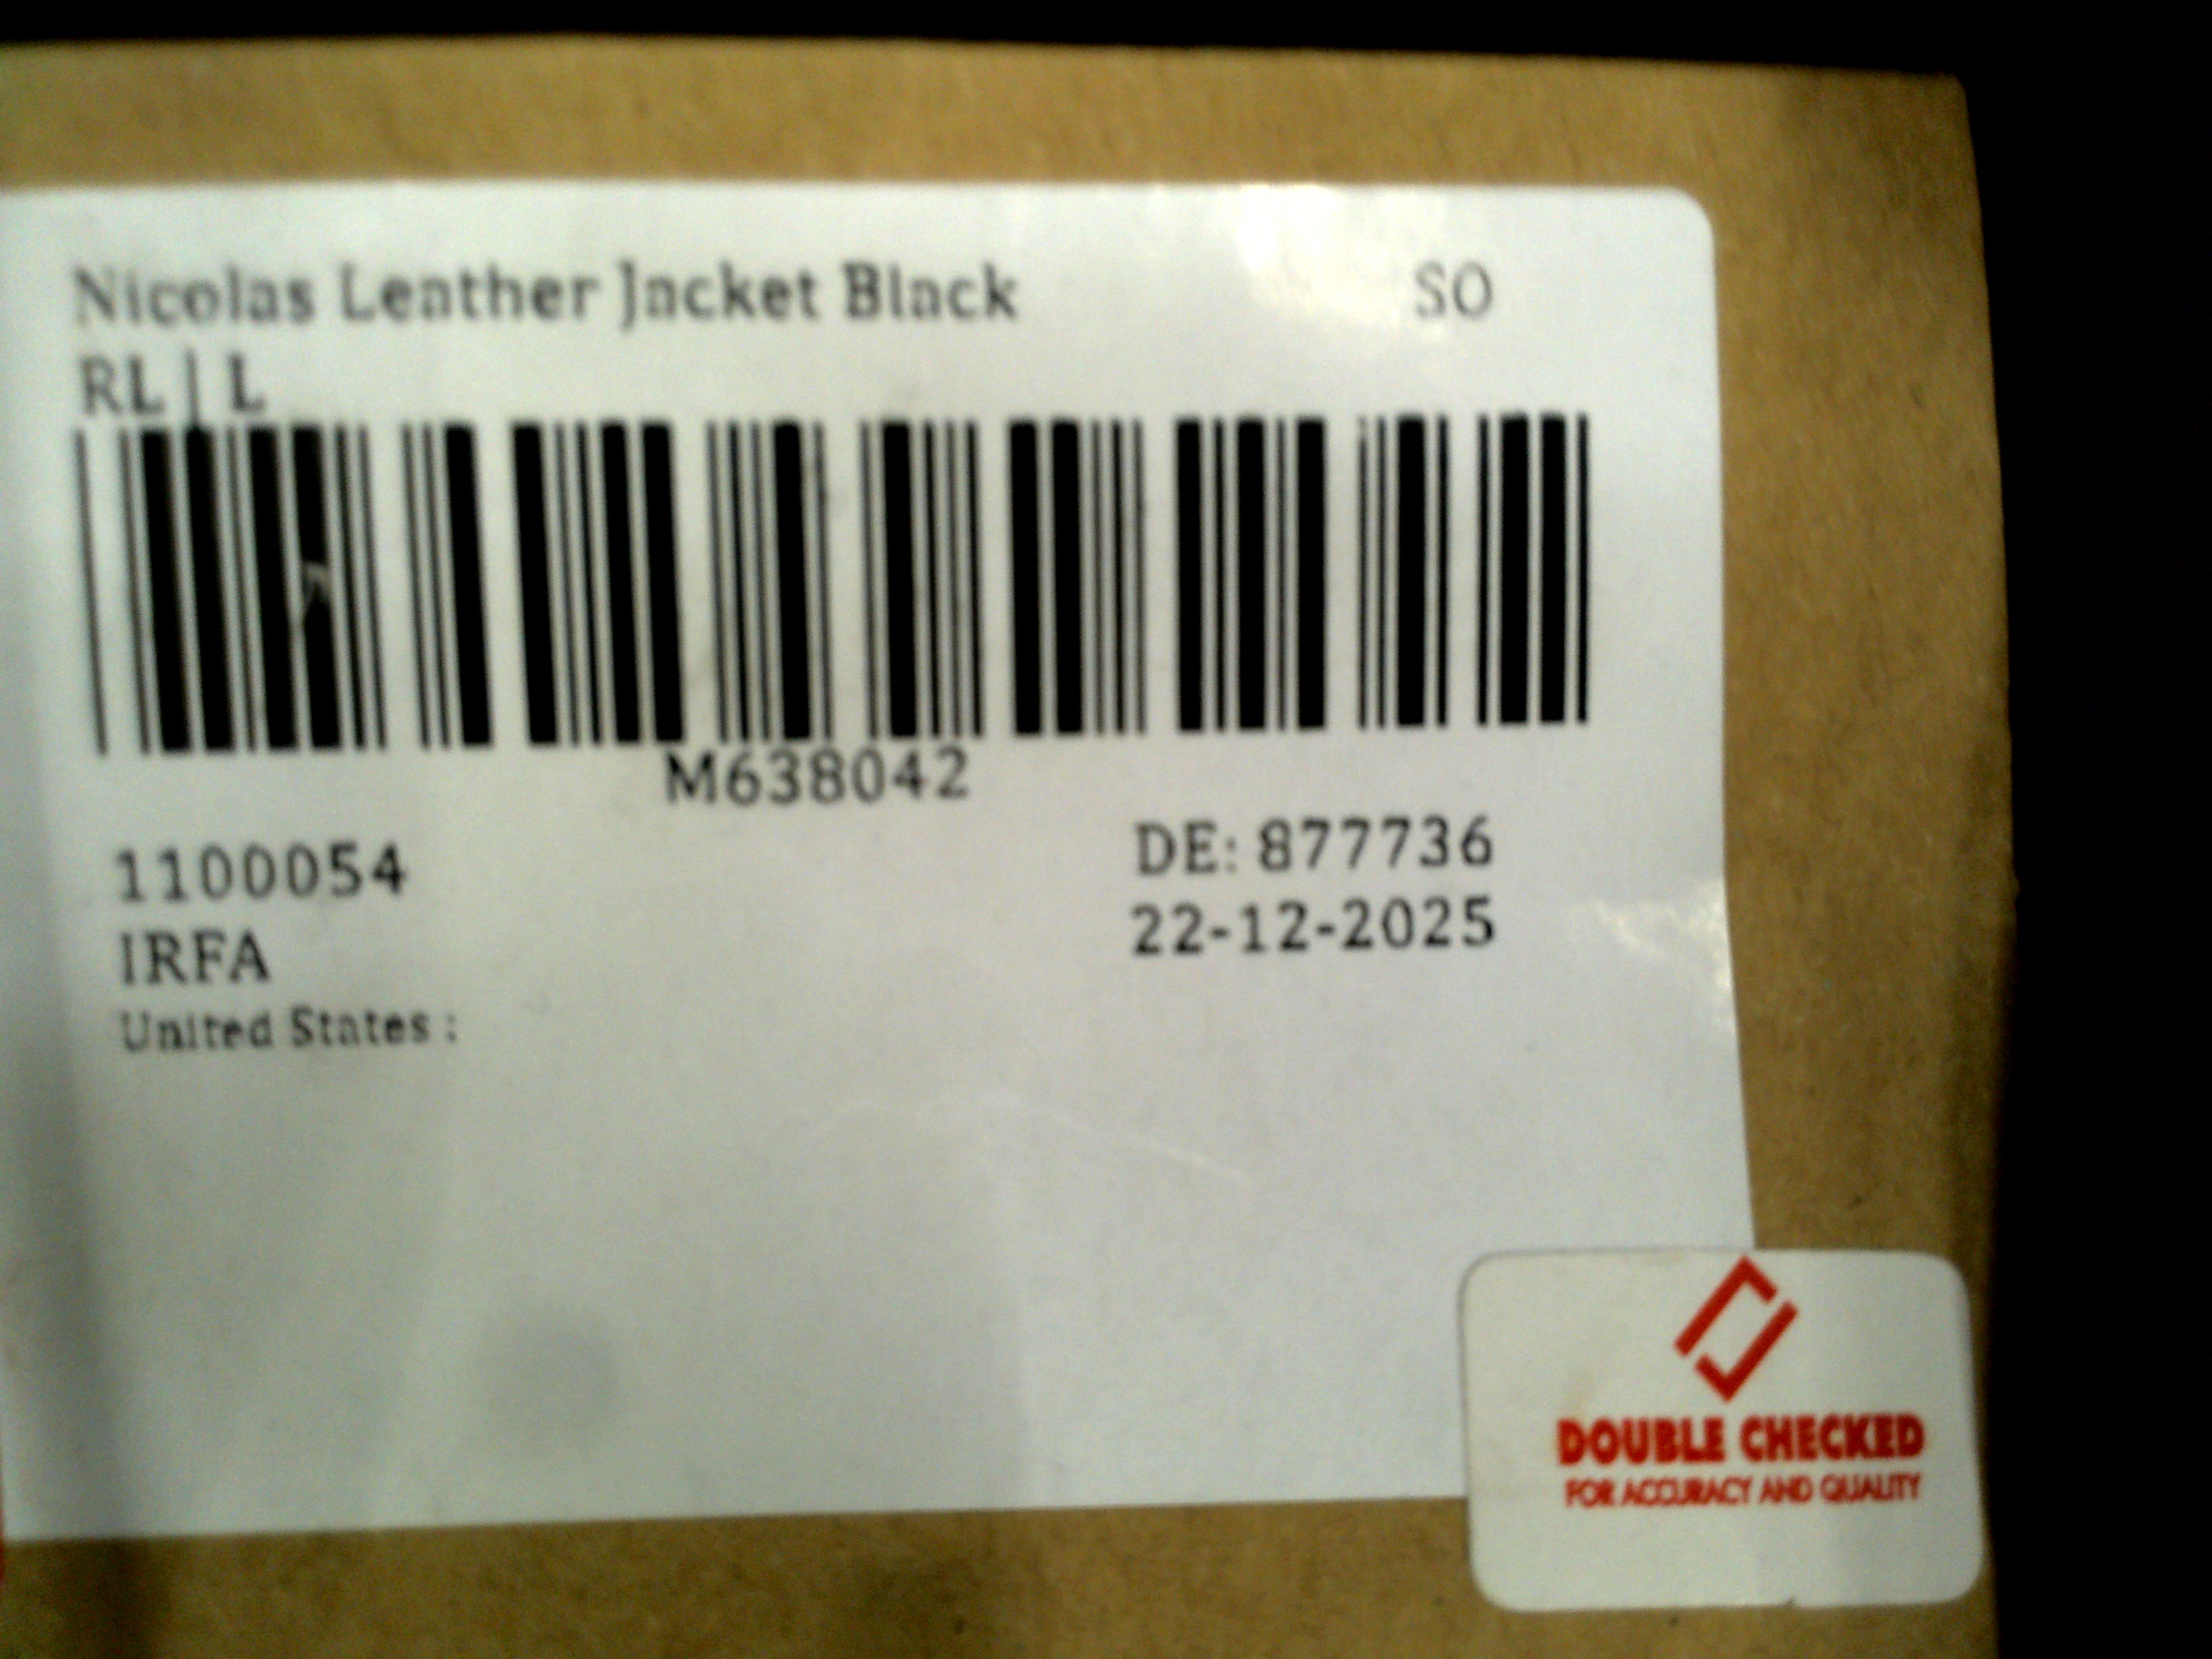 Nicolas Leather Jacket Black
SO
RL | L
M638042
1100054
DE: 877736
IRFA
22-12-2025
United States :
DOUBLE CHECKED
FOR ACCURACY AND QUALITY